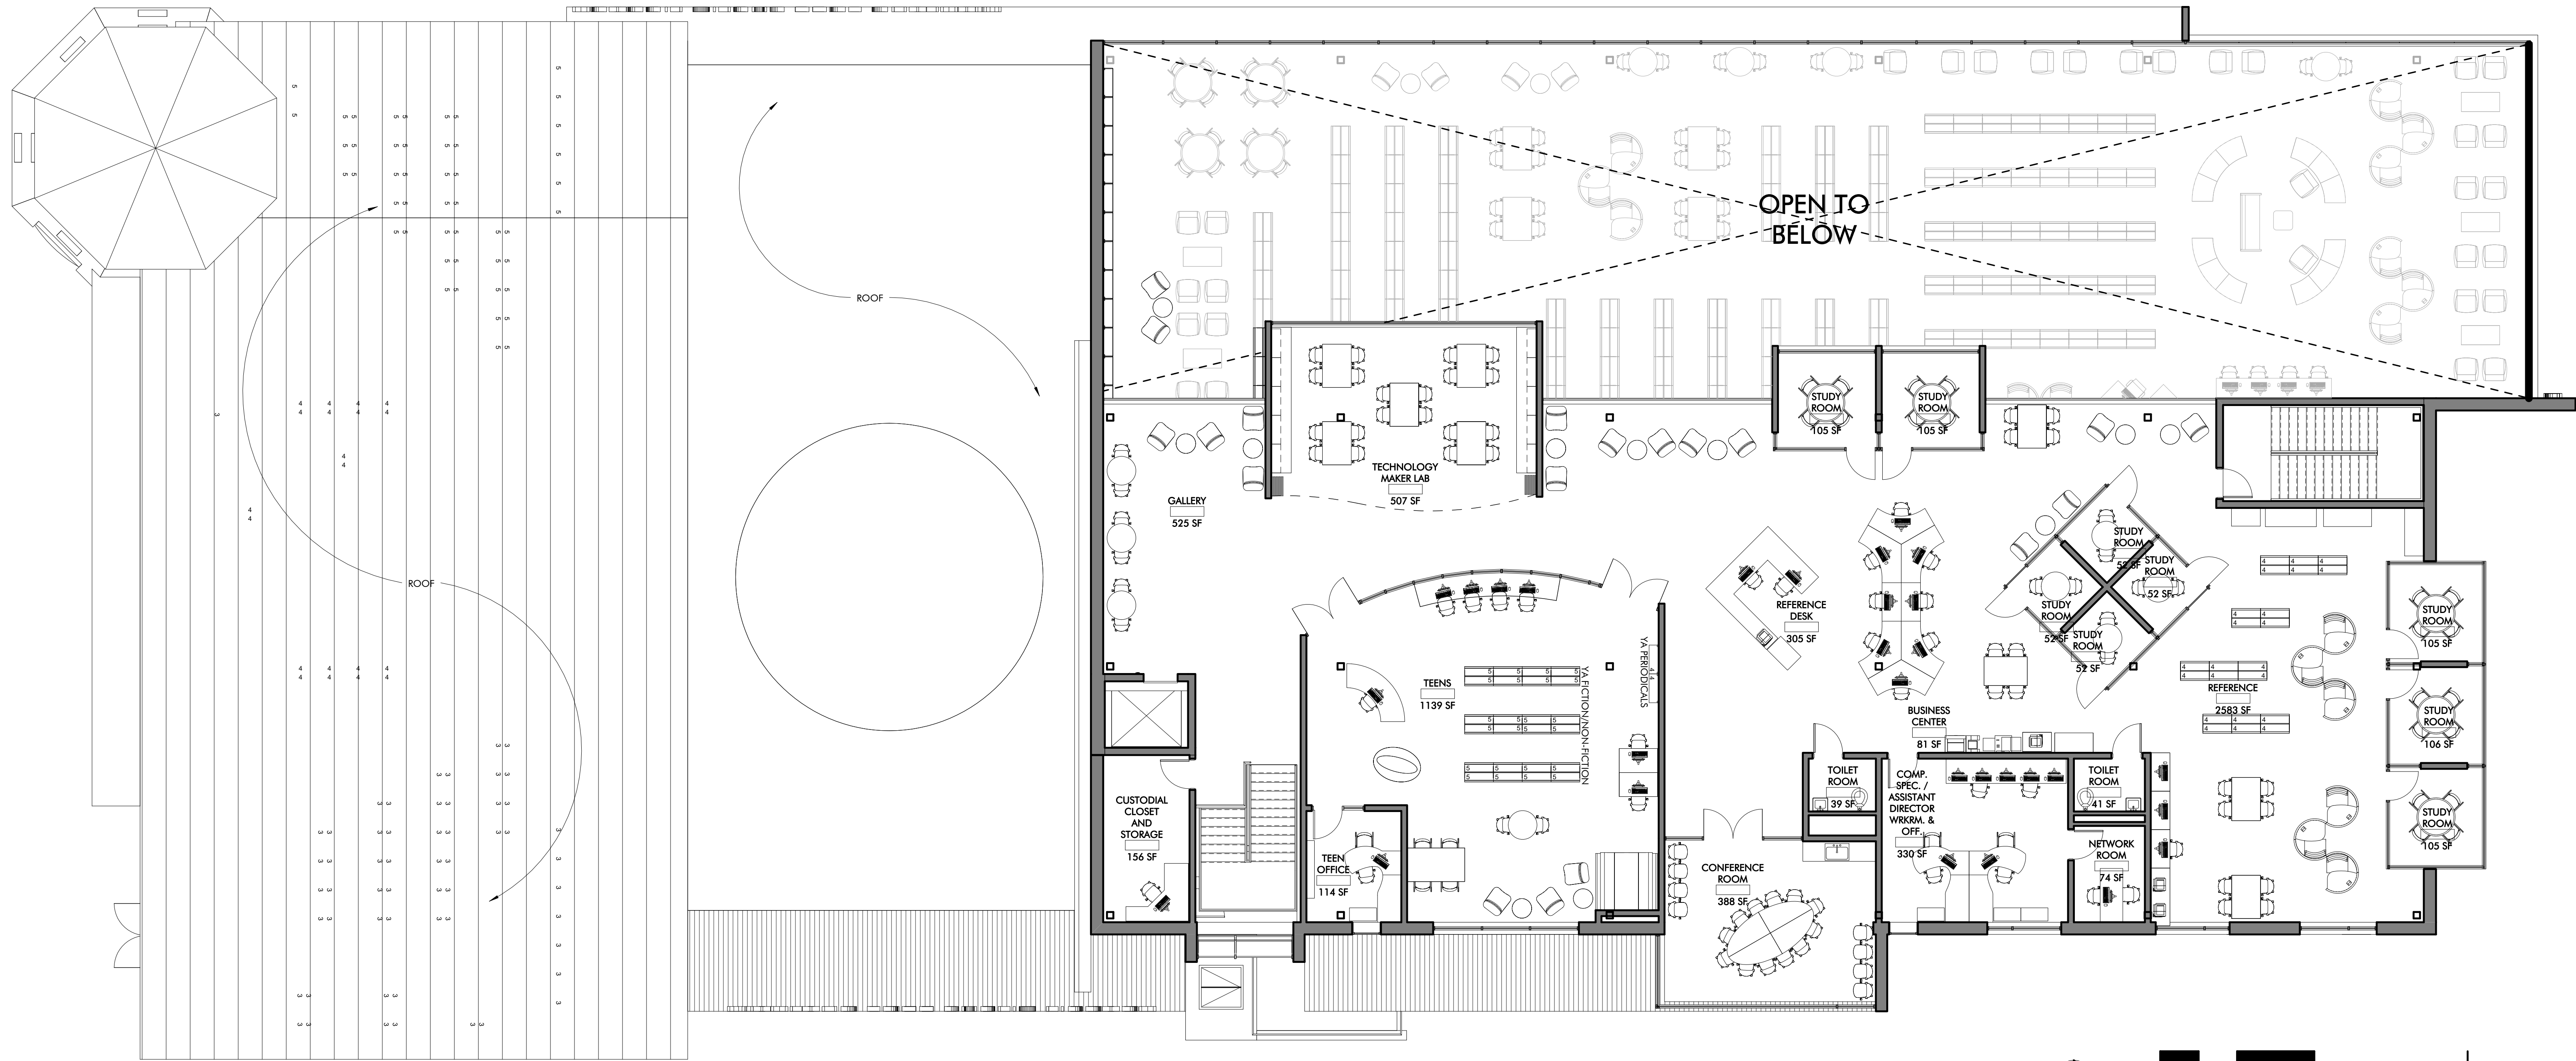 OPEN TO
BELOW
ROOF
ROOF
STUDY
ROOM
105 SF
STUDY
ROOM
105 SF
TECHNOLOGY
MAKER LAB
507 SF
GALLERY
525 SF
STUDY
ROOM
52 SF
STUDY
ROOM
52 SF
STUDY
ROOM
52 SF
STUDY
ROOM
52 SF
REFERENCE
DESK
305 SF
STUDY
ROOM
105 SF
TEENS
1139 SF
YA PERIODICALS
YA FICTION/NON-FICTION
REFERENCE
2583 SF
BUSINESS
CENTER
81 SF
STUDY
ROOM
106 SF
CUSTODIAL
CLOSET
AND
STORAGE
156 SF
TOILET
ROOM
39 SF
COMP.
SPEC. /
ASSISTANT
DIRECTOR
WRKRM. &
OFF.
330 SF
TOILET
ROOM
41 SF
STUDY
ROOM
105 SF
TEEN
OFFICE
114 SF
CONFERENCE
ROOM
388 SF
NETWORK
ROOM
74 SF